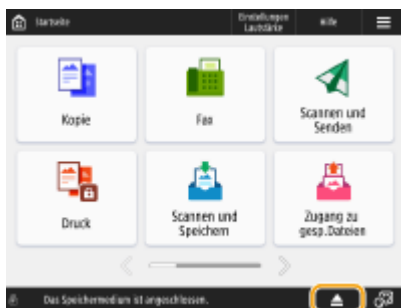 Startseite
Einstellungen
Lautstärke
Hilfe
Kopie
Fax
Scannen und
Senden
Druck
Scannen und
Speichern
Zugang zu
gesp.Dateien
Das Speichermedium ist angeschlossen.